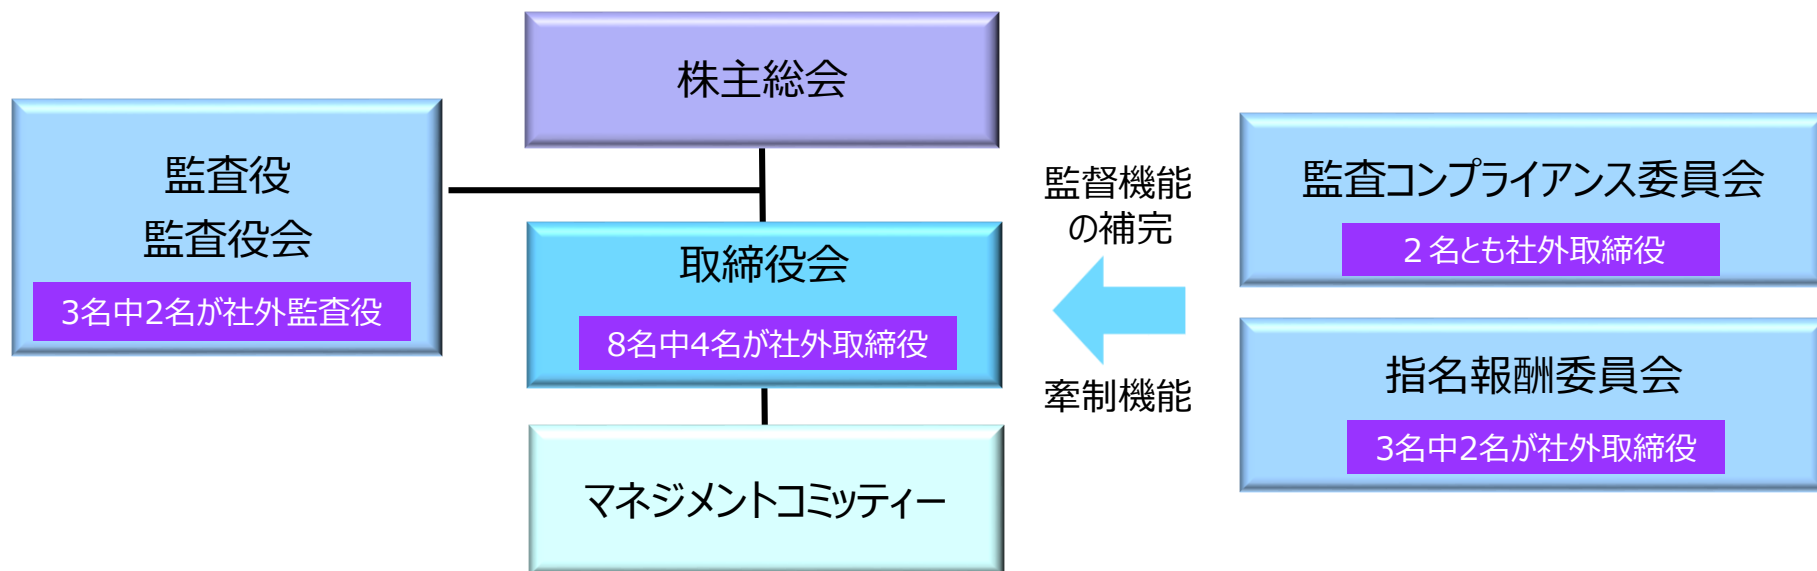 株主総会
監査役
監査役会
3名中2名が社外監査役
取締役会
8名中4名が社外取締役
マネジメントコミッティー
監督機能
の補完
牽制機能
監査コンプライアンス委員会
２名とも社外取締役
指名報酬委員会
3名中2名が社外取締役